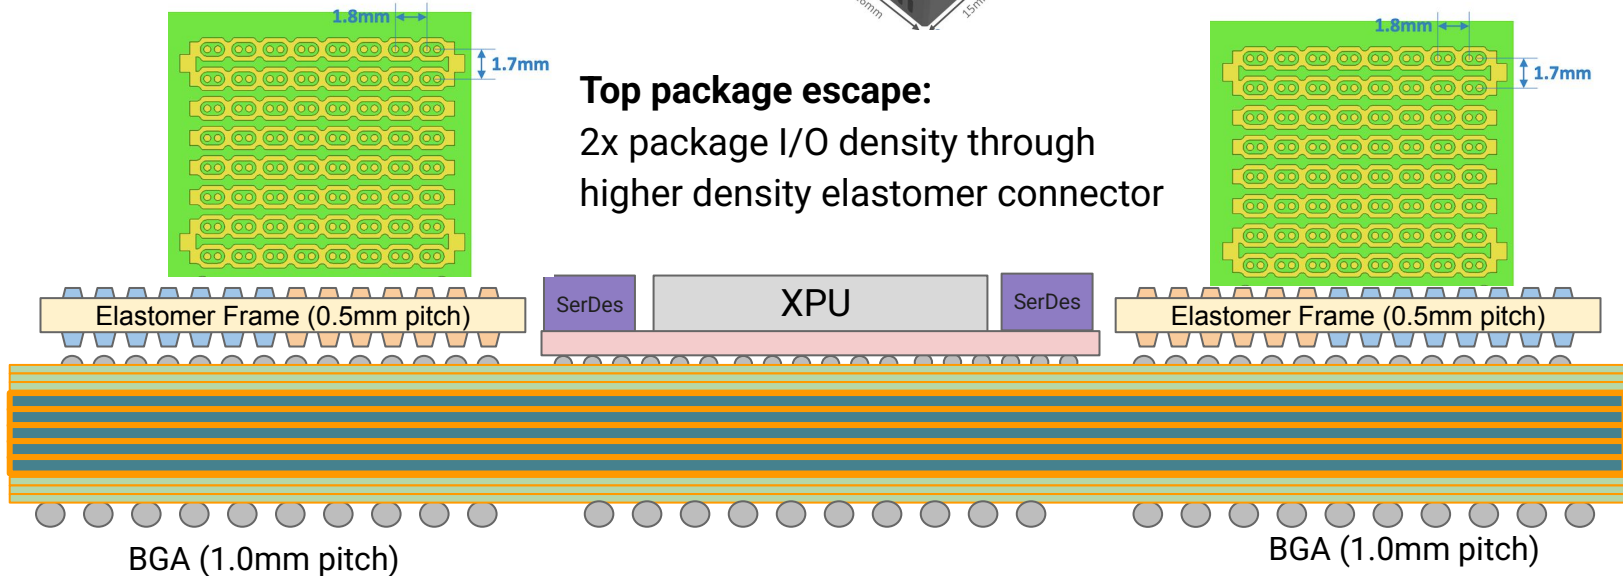 1.8mm
1.7mm
15mm
Top package escape:
2x package I/O density through
higher density elastomer connector
1.8mm
1.7mm
Elastomer Frame (0.5mm pitch)
SerDes
XPU
SerDes
Elastomer Frame (0.5mm pitch)
BGA (1.0mm pitch)
BGA (1.0mm pitch)